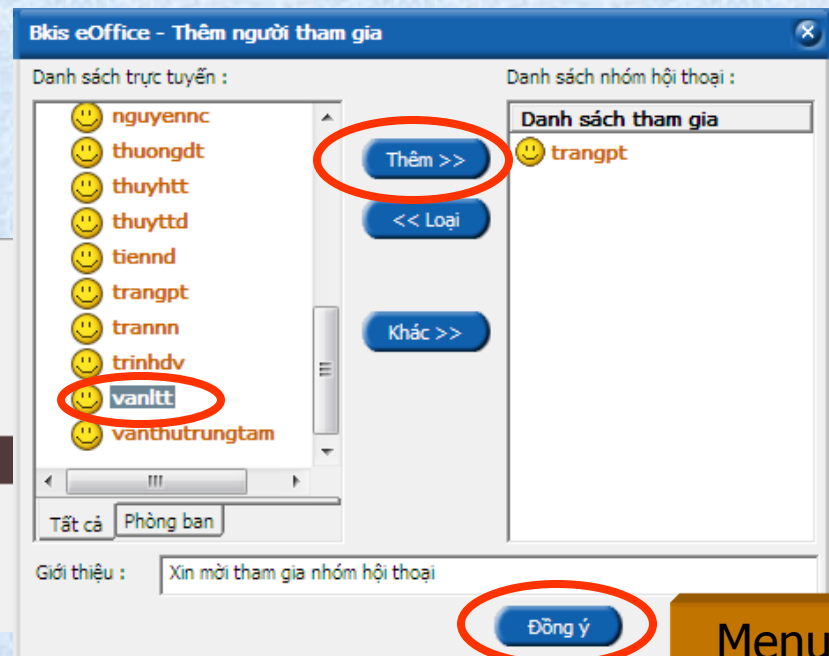 Bkis eOffice - Thêm người tham gia
Danh sách trực tuyến :
nguyennc
thuongdt
thuyhtt
thuyttd
tiennd
trangpt
trannn
trinhdv
vanltt
vanthutrungtam
Tất cả
Phòng ban
Thêm >>
<< Loại
Khác >>
Danh sách nhóm hội thoại :
Danh sách tham gia
trangpt
Giới thiệu :
Xin mời tham gia nhóm hội thoại
Đồng ý
Menu